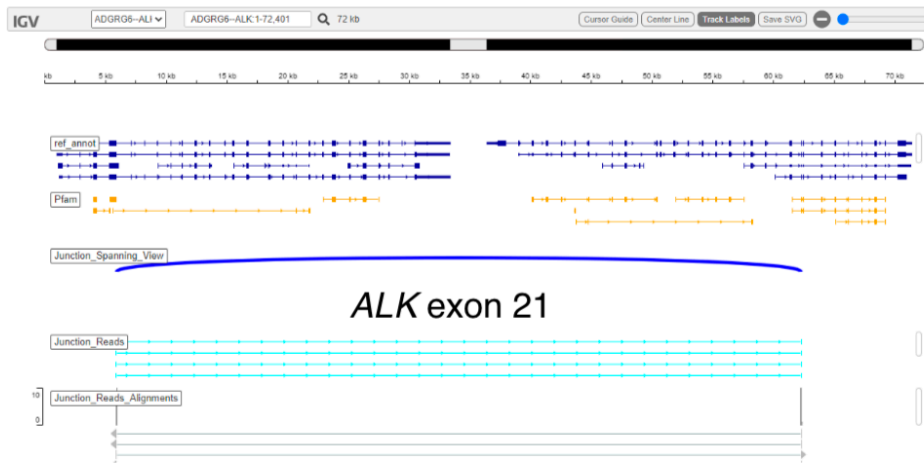 IGV ADGRG6--ALI ADGRG6--ALK:1-72,401 72 kb Cursor Guide Center Line Track Labels Save SVG
kb 5 kb 10 kb 15 kb 20 kb 25 kb 30 kb 35 kb 40 kb 45 kb 50 kb 55 kb 60 kb 65 kb 70 kb
ref_annot
Pfam
Junction_Spanning_View
ALK exon 21
Junction_Reads
10
Junction_Reads_Alignments
0